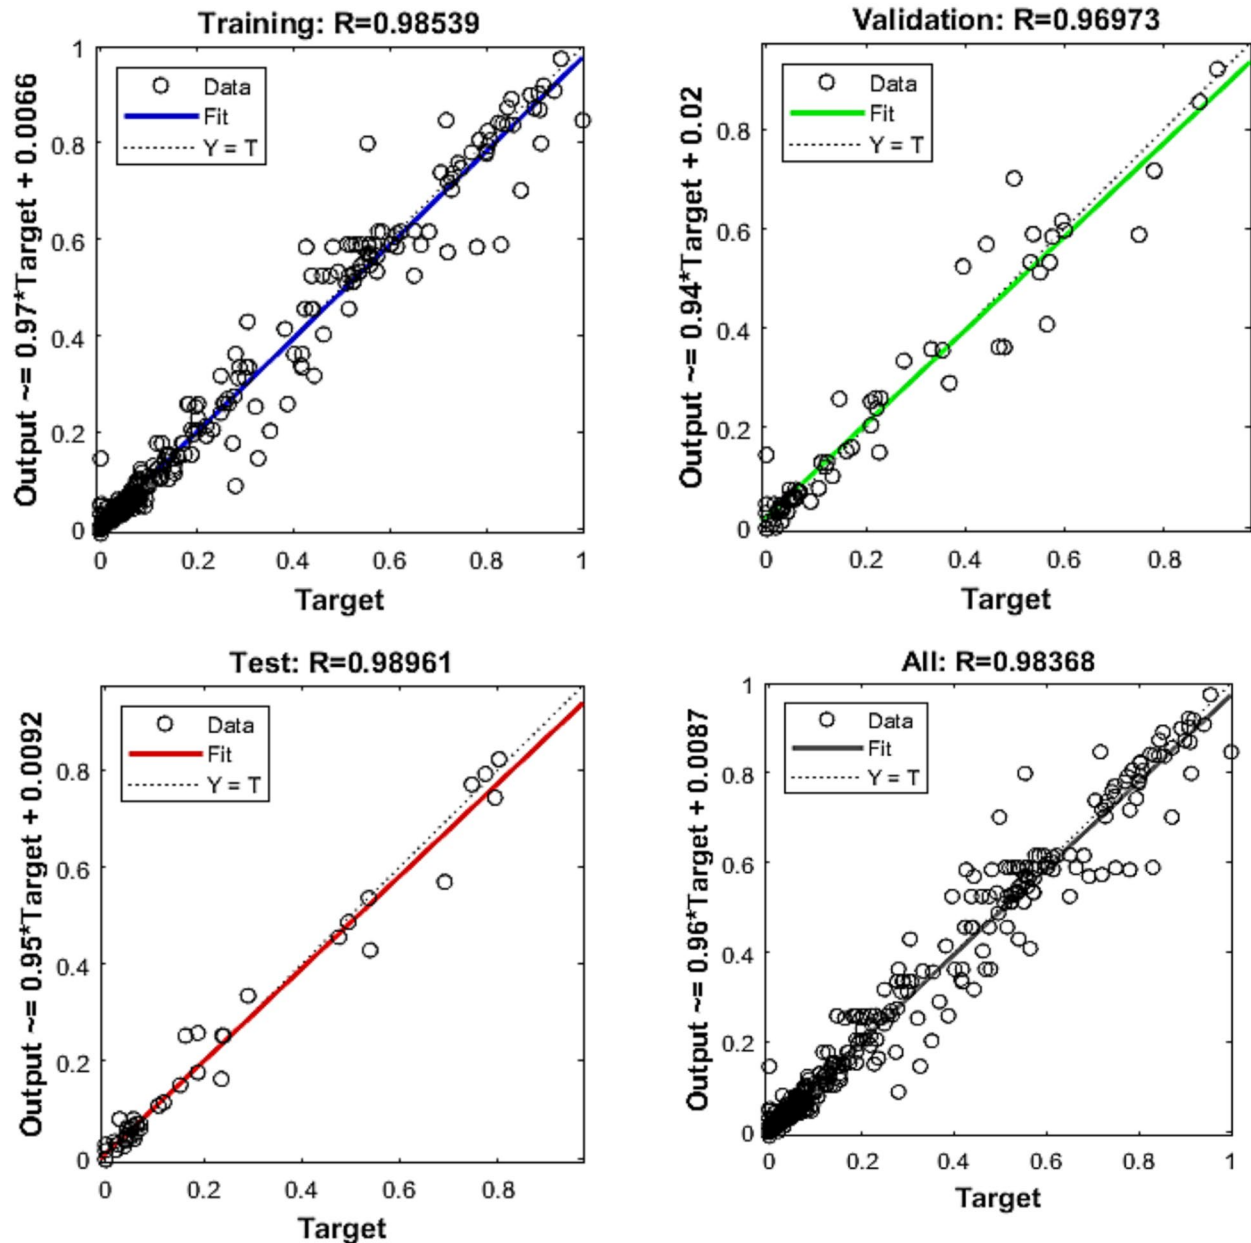 Training: R=0.98539
Output ~= 0.97*Target + 0.0066
1
0.8
0.6
0.4
0.2
0
Data
Fit
Y = T
0
0.2
0.4
0.6
0.8
1
Target
Validation: R=0.96973
Output ~= 0.94*Target + 0.02
0.8
0.6
0.4
0.2
0
Data
Fit
Y = T
0
0.2
0.4
0.6
0.8
Target
Test: R=0.98961
Output ~= 0.95*Target + 0.0092
0.8
0.6
0.4
0.2
0
Data
Fit
Y = T
0
0.2
0.4
0.6
0.8
Target
All: R=0.98368
Output ~= 0.96*Target + 0.0087
1
0.8
0.6
0.4
0.2
0
Data
Fit
Y = T
0
0.2
0.4
0.6
0.8
1
Target